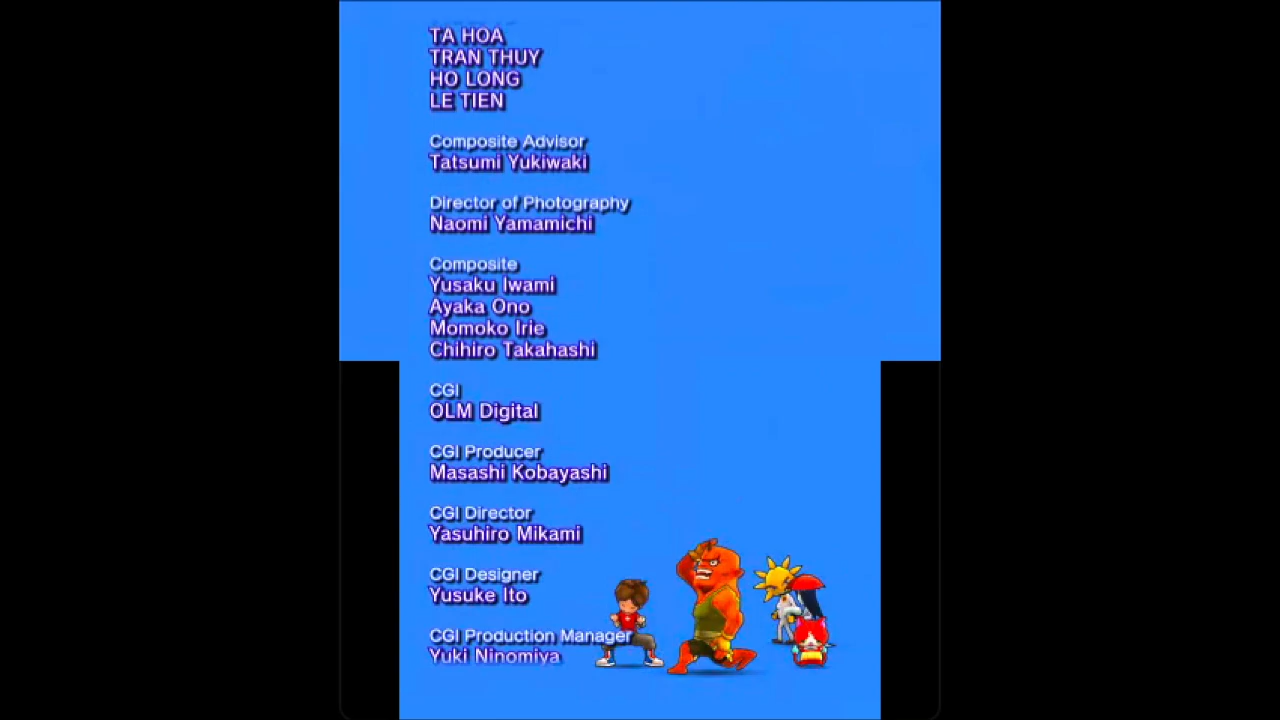 TA HOA
TRAN THUY
HO LONG
LE TIEN
Composite Advisor
Tatsumi Yukiwaki
Director of Photography
Naomi Yamamichi
Composite
Yusaku Iwami
Ayaka Ono
Momoko Irie
Chihiro Takahashi
CGI
OLM Digital
CGI Producer
Masashi Kobayashi
CGI Director
Yasuhiro Mikami
CGI Designer
Yusuke Ito
CGI Production Manager
Yuki Ninomiya